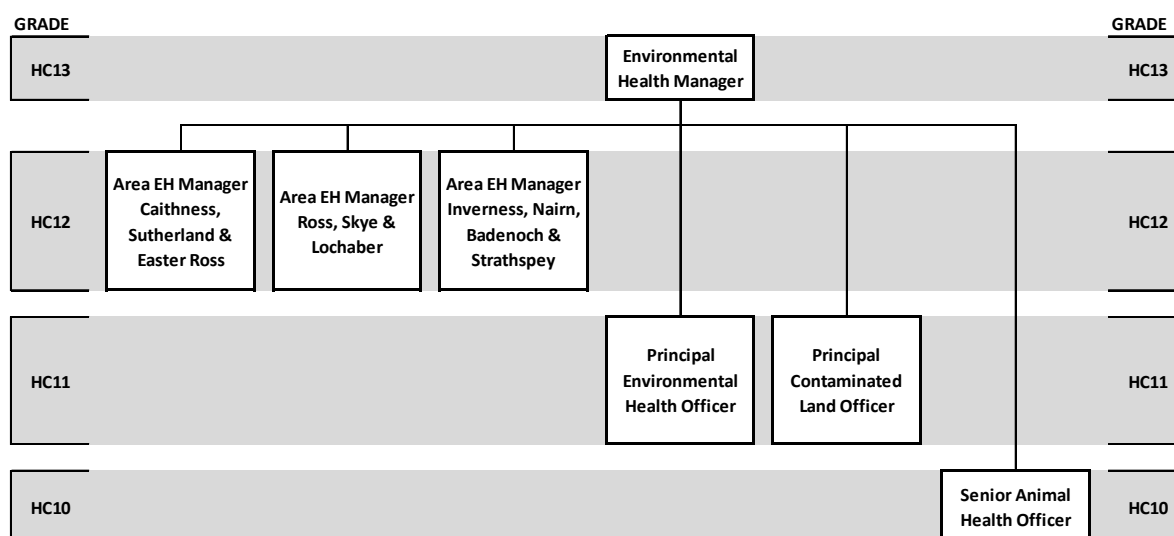 GRADE
GRADE
HC13
Environmental
Health Manager
HC13
HC12
Area EH Manager
Caithness,
Sutherland &
Easter Ross
Area EH Manager
Ross, Skye &
Lochaber
Area EH Manager
Inverness, Nairn,
Badenoch &
Strathspey
HC12
HC11
Principal
Environmental
Health Officer
Principal
Contaminated
Land Officer
HC11
HC10
Senior Animal
Health Officer
HC10